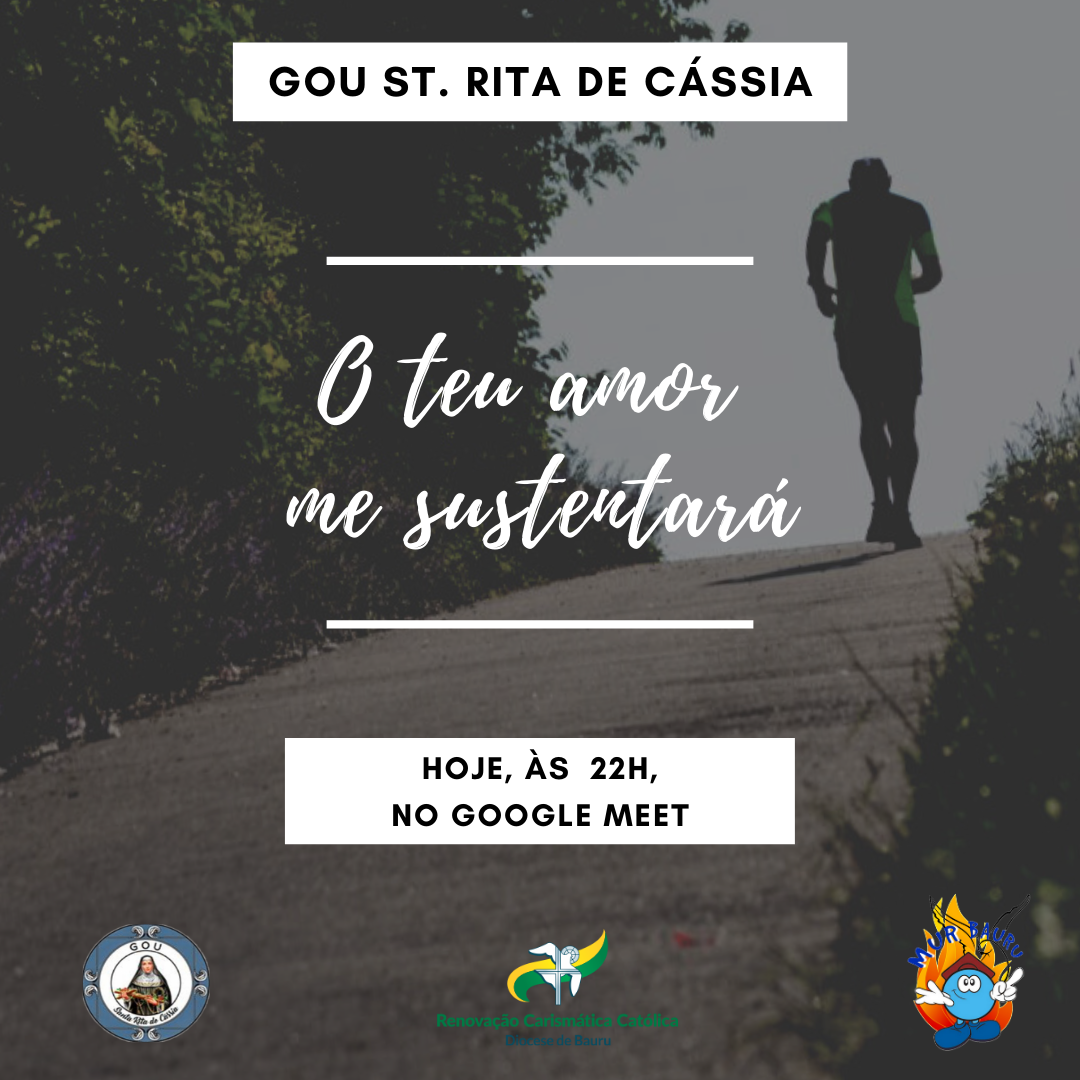 GOU ST. RITA DE CÁSSIA
O teu amor
me sustentará
HOJE, ÀS 22H,
NO GOOGLE MEET
GOU
Santa Rita de Cássia
Renovação Carismática Católica
Diocese de Bauru
MUR BAURU